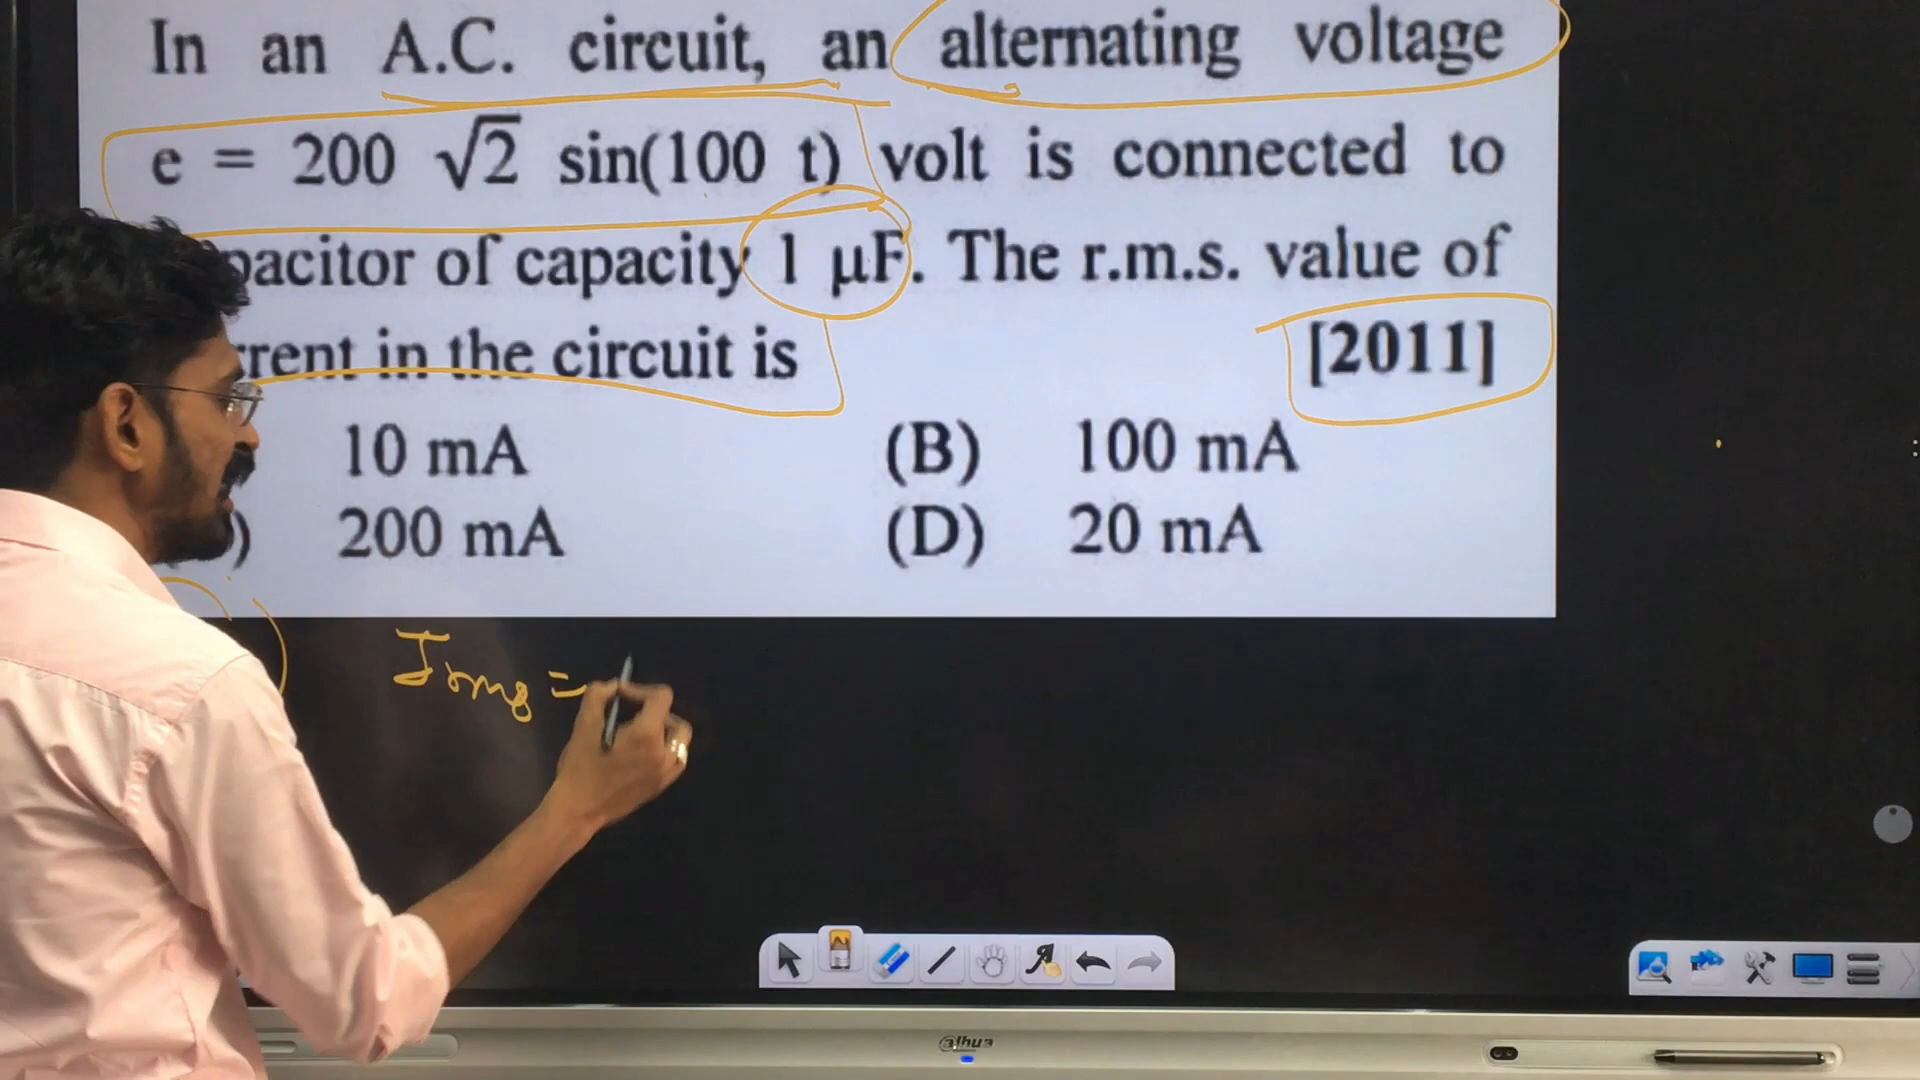 In an A.C. circuit, an alternating voltage
e = 200 √2 sin(100 t) volt is connected to
pacitor of capacity 1 μF. The r.m.s. value of
rrent in the circuit is [2011]
10 mA (B) 100 mA
) 200 mA (D) 20 mA
Irms =
alhua